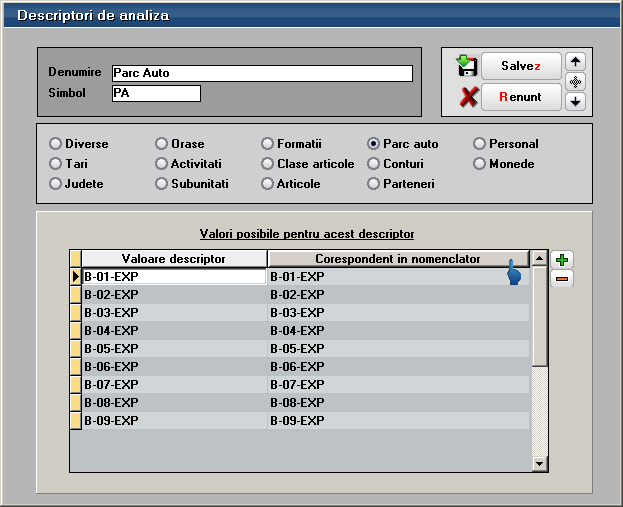 Descriptori de analiza
Denumire Parc Auto
Simbol PA
Salvez
Renunt
Diverse Orase Formatii Parc auto Personal
Tari Activitati Clase articole Conturi Monede
Judete Subunitati Articole Parteneri
Valori posibile pentru acest descriptor
Valoare descriptor Corespondent in nomenclator
B-01-EXP B-01-EXP
B-02-EXP B-02-EXP
B-03-EXP B-03-EXP
B-04-EXP B-04-EXP
B-05-EXP B-05-EXP
B-06-EXP B-06-EXP
B-07-EXP B-07-EXP
B-08-EXP B-08-EXP
B-09-EXP B-09-EXP